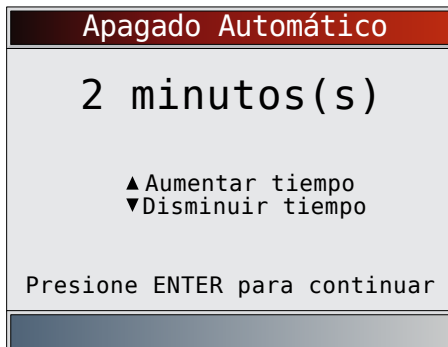 Apagado Automático
2 minutos(s)
▲ Aumentar tiempo
▼ Disminuir tiempo
Presione ENTER para continuar